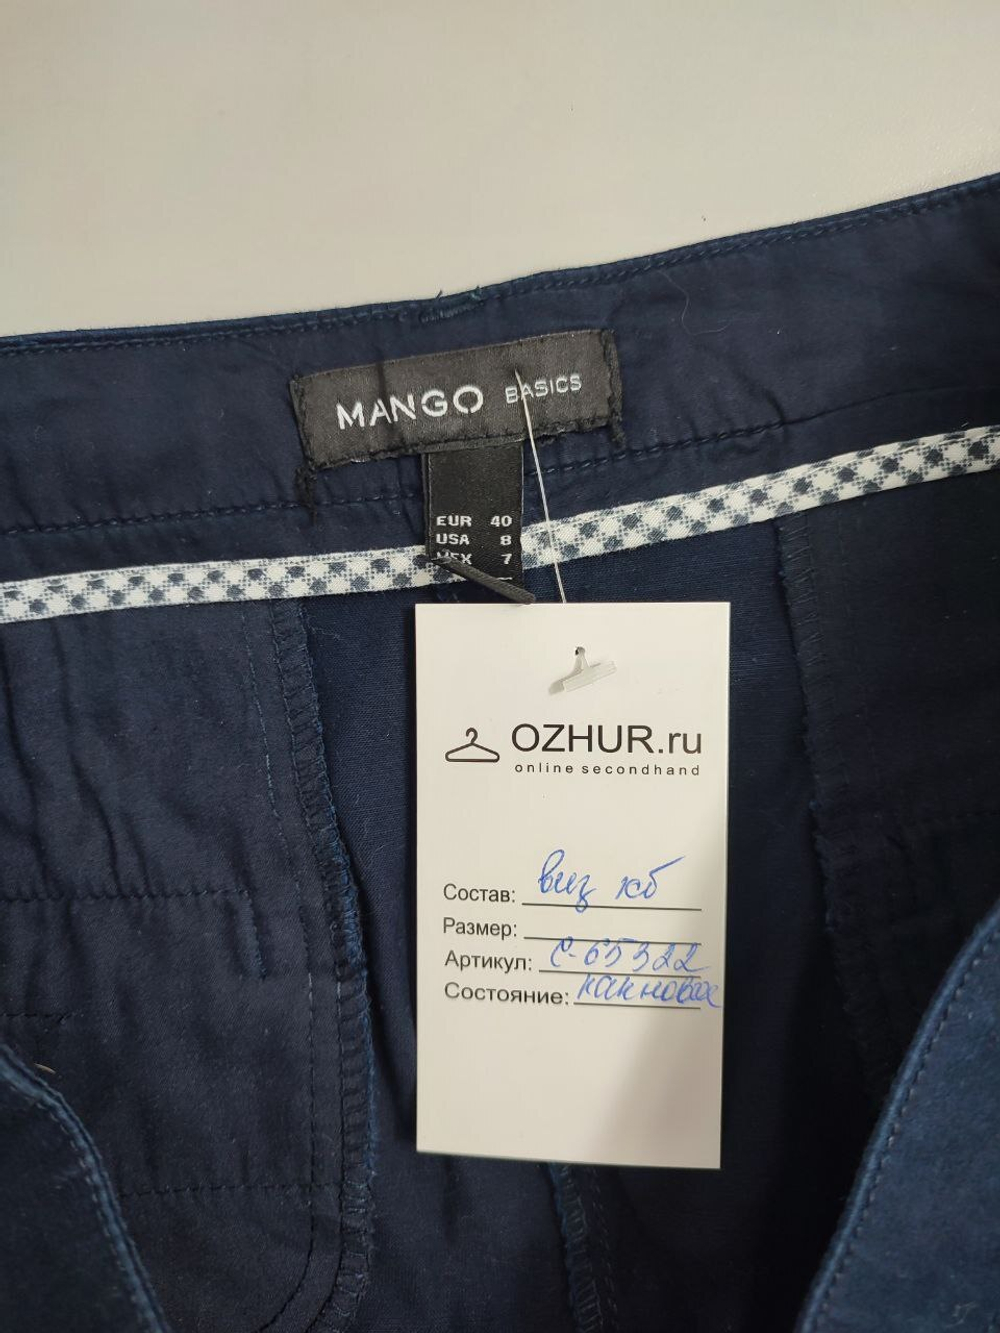 MANGO BASICS
EUR 40
USA 8
MEX 7
OZHUR.ru
online secondhand
Состав: виз хб
Размер:
Артикул: С-65322
Состояние: как новое